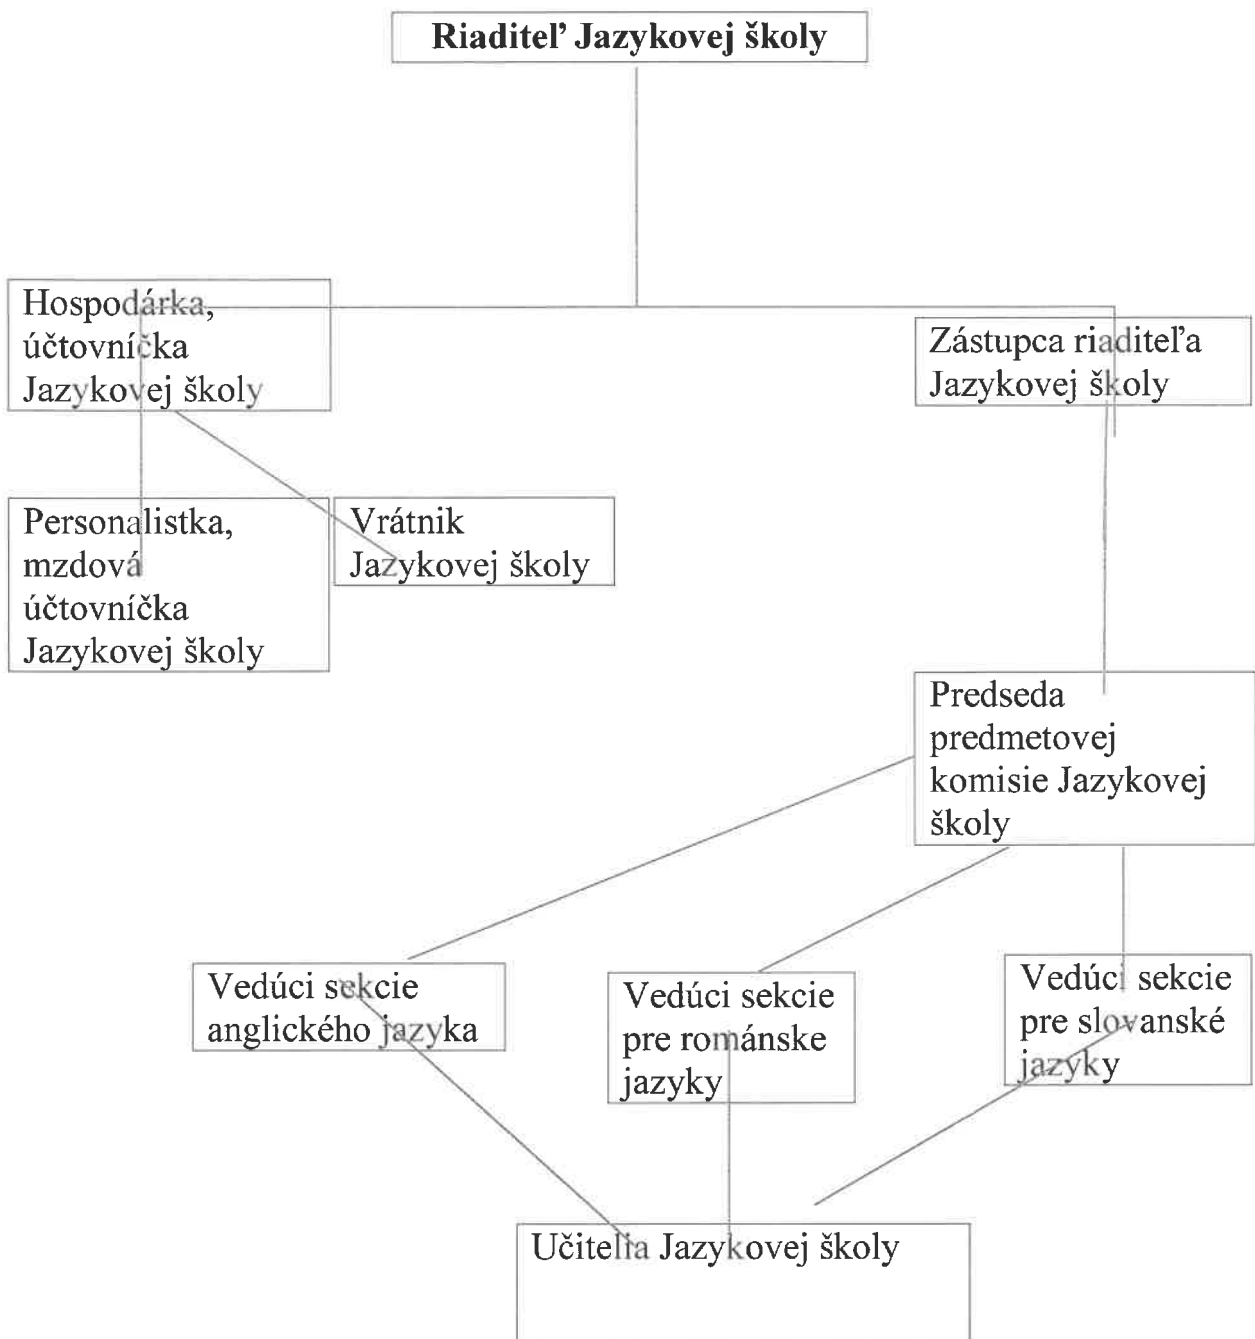 Riaditeľ Jazykovej školy
Hospodárka,
účtovníčka
Jazykovej školy
Zástupca riaditeľa
Jazykovej školy
Personalistka,
mzdová
účtovníčka
Jazykovej školy
Vrátnik
Jazykovej školy
Predseda
predmetovej
komisie Jazykovej
školy
Vedúci sekcie
anglického jazyka
Vedúci sekcie
pre románske
jazyky
Vedúci sekcie
pre slovanské
jazyky
Učitelia Jazykovej školy